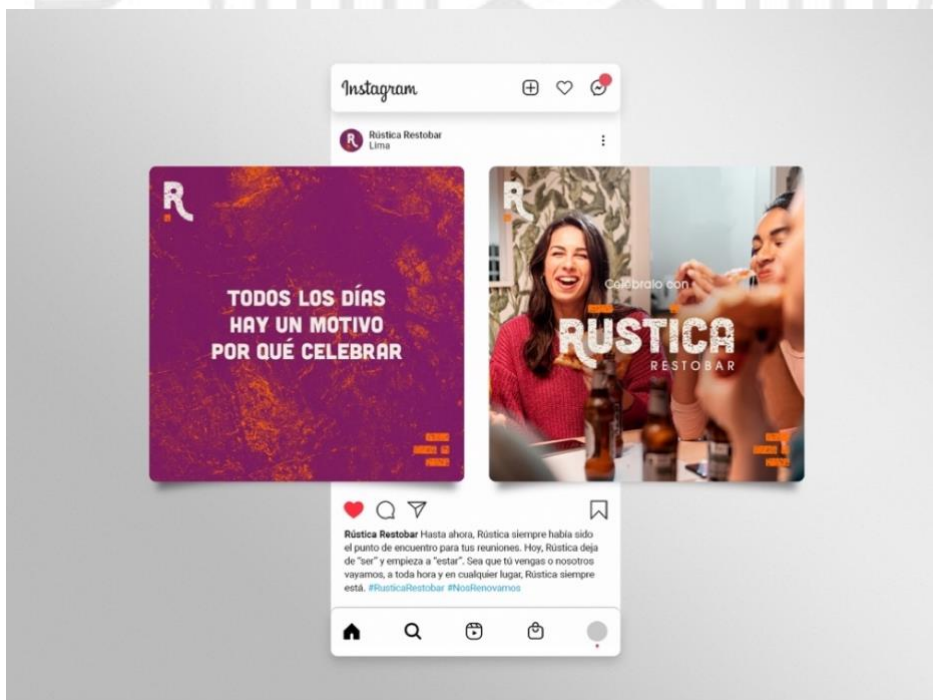 Instagram
Rústica Restobar
Lima
R
TODOS LOS DÍAS
HAY UN MOTIVO
POR QUÉ CELEBRAR
R
Celébralo con
RÚSTICA
RESTOBAR
Rústica Restobar Hasta ahora, Rústica siempre había sido
el punto de encuentro para tus reuniones. Hoy, Rústica deja
de "ser" y empieza a "estar". Sea que tú vengas o nosotros
vayamos, a toda hora y en cualquier lugar, Rústica siempre
está. #RusticaRestobar #NosRenovamos